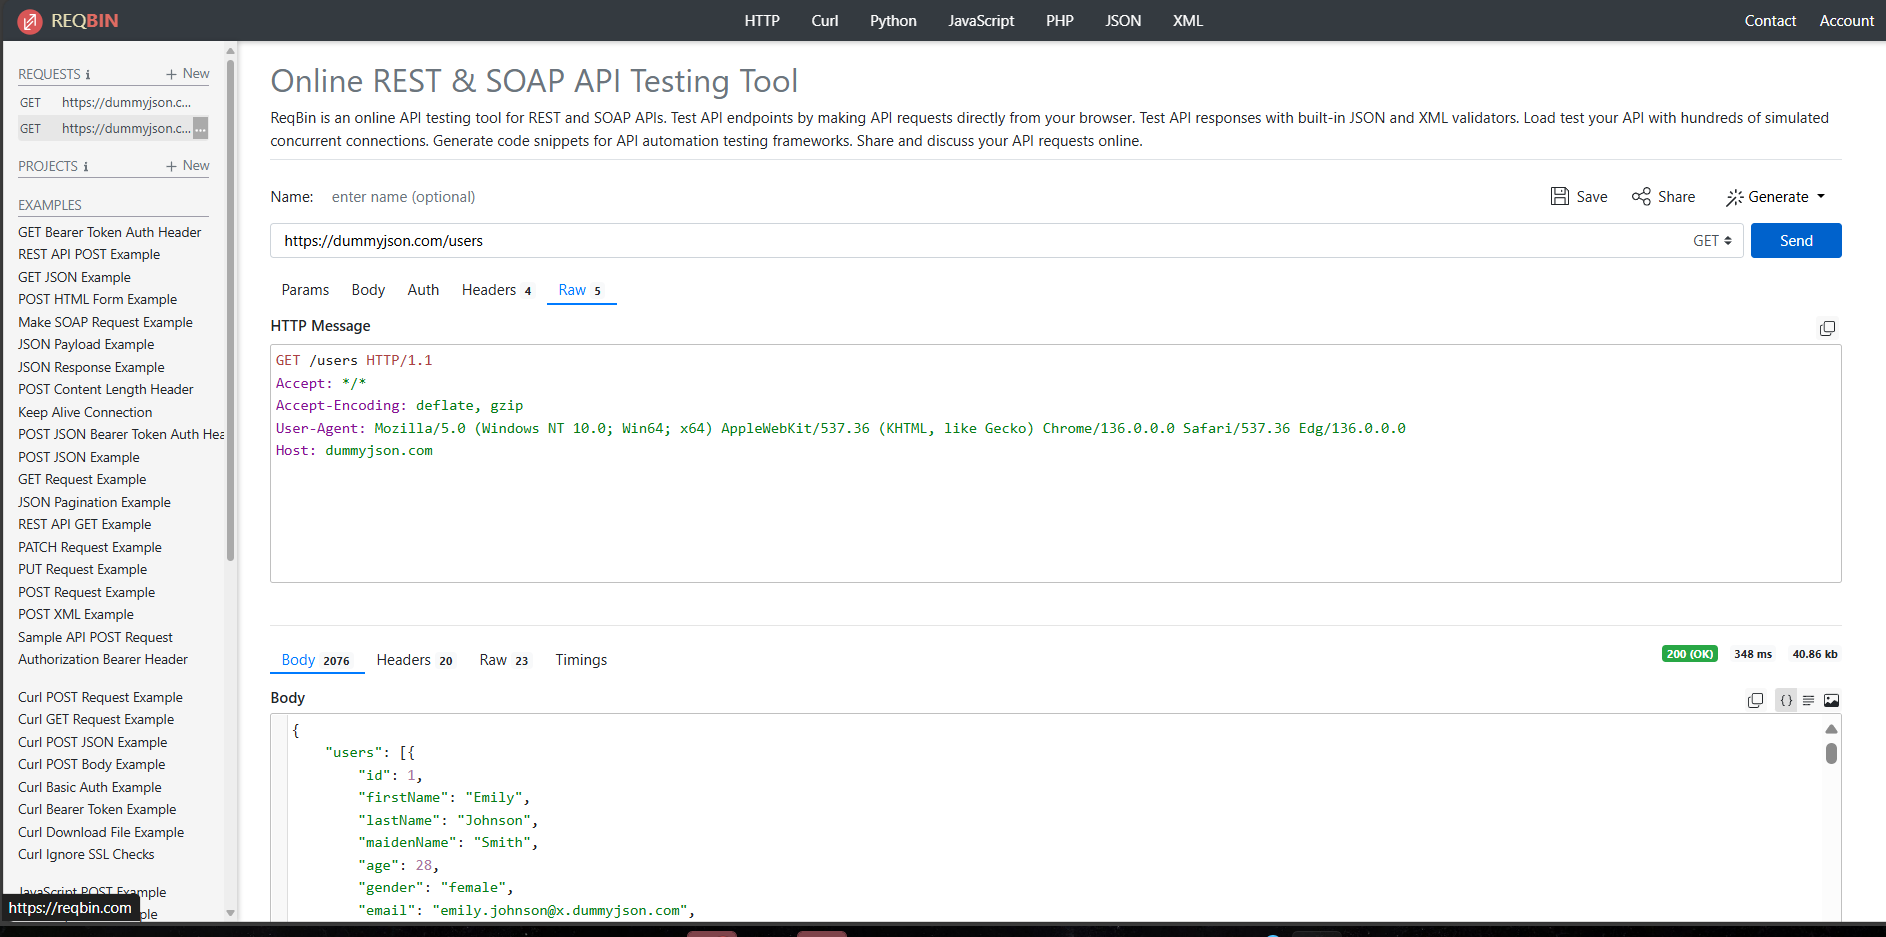 REQBIN
HTTP Curl Python JavaScript PHP JSON XML
Contact Account
REQUESTS i + New
GET https://dummyjson.c...
GET https://dummyjson.c... ...
PROJECTS i + New
EXAMPLES
GET Bearer Token Auth Header
REST API POST Example
GET JSON Example
POST HTML Form Example
Make SOAP Request Example
JSON Payload Example
JSON Response Example
POST Content Length Header
Keep Alive Connection
POST JSON Bearer Token Auth Hea
POST JSON Example
GET Request Example
JSON Pagination Example
REST API GET Example
PATCH Request Example
PUT Request Example
POST Request Example
POST XML Example
Sample API POST Request
Authorization Bearer Header
Curl POST Request Example
Curl GET Request Example
Curl POST JSON Example
Curl POST Body Example
Curl Basic Auth Example
Curl Bearer Token Example
Curl Download File Example
Curl Ignore SSL Checks
JavaScript POST Example
https://reqbin.com
ple
Online REST & SOAP API Testing Tool
ReqBin is an online API testing tool for REST and SOAP APIs. Test API endpoints by making API requests directly from your browser. Test API responses with built-in JSON and XML validators. Load test your API with hundreds of simulated
concurrent connections. Generate code snippets for API automation testing frameworks. Share and discuss your API requests online.
Name: enter name (optional)
Save Share Generate
https://dummyjson.com/users GET Send
Params Body Auth Headers 4 Raw 5
HTTP Message
GET /users HTTP/1.1
Accept: */*
Accept-Encoding: deflate, gzip
User-Agent: Mozilla/5.0 (Windows NT 10.0; Win64; x64) AppleWebKit/537.36 (KHTML, like Gecko) Chrome/136.0.0.0 Safari/537.36 Edg/136.0.0.0
Host: dummyjson.com
Body 2076 Headers 20 Raw 23 Timings
200 (OK) 348 ms 40.86 kb
Body
{}
{
"users": [{
"id": 1,
"firstName": "Emily",
"lastName": "Johnson",
"maidenName": "Smith",
"age": 28,
"gender": "female",
"email": "emily.johnson@x.dummyjson.com",